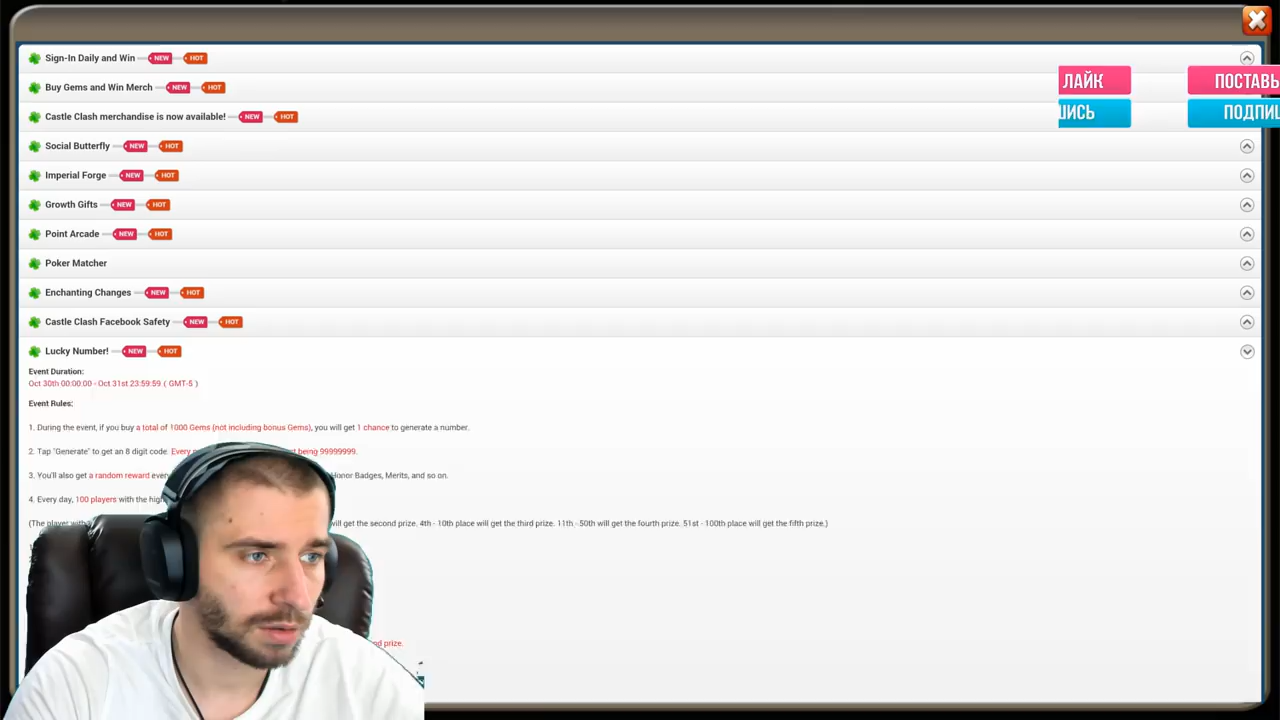 Sign-In Daily and Win NEW HOT
Buy Gems and Win Merch NEW HOT
ЛАЙК ПОСТАВЬ
Castle Clash merchandise is now available! NEW HOT
Social Butterfly NEW HOT
Imperial Forge NEW HOT
Growth Gifts NEW HOT
Point Arcade NEW HOT
Poker Matcher
Enchanting Changes NEW HOT
Castle Clash Facebook Safety NEW HOT
Lucky Number! NEW HOT
Event Duration:
Oct 30th 00:00:00 - Oct 31st 23:59:59 ( GMT-5 )
Event Rules:
1. During the event, if you buy a total of 1000 Gems (not including bonus Gems), you will get 1 chance to generate a number.
2. Tap "Generate" to get an 8 digit code. Every being 99999999.
3. You'll also get a random reward Honor Badges, Merits, and so on.
4. Every day, 100 players with the
(The player will get the second prize. 4th - 10th place will get the third prize. 11th - 50th will get the fourth prize. 51st - 100th place will get the fifth prize.)
prize.